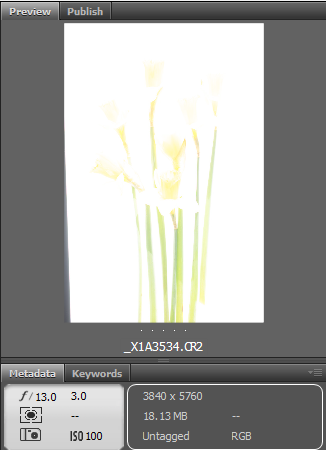 Preview Publish
_X1A3534.CR2
Metadata Keywords
ƒ/13.0 3.0
--
ISO 100
3840 x 5760
18.13 MB --
Untagged RGB